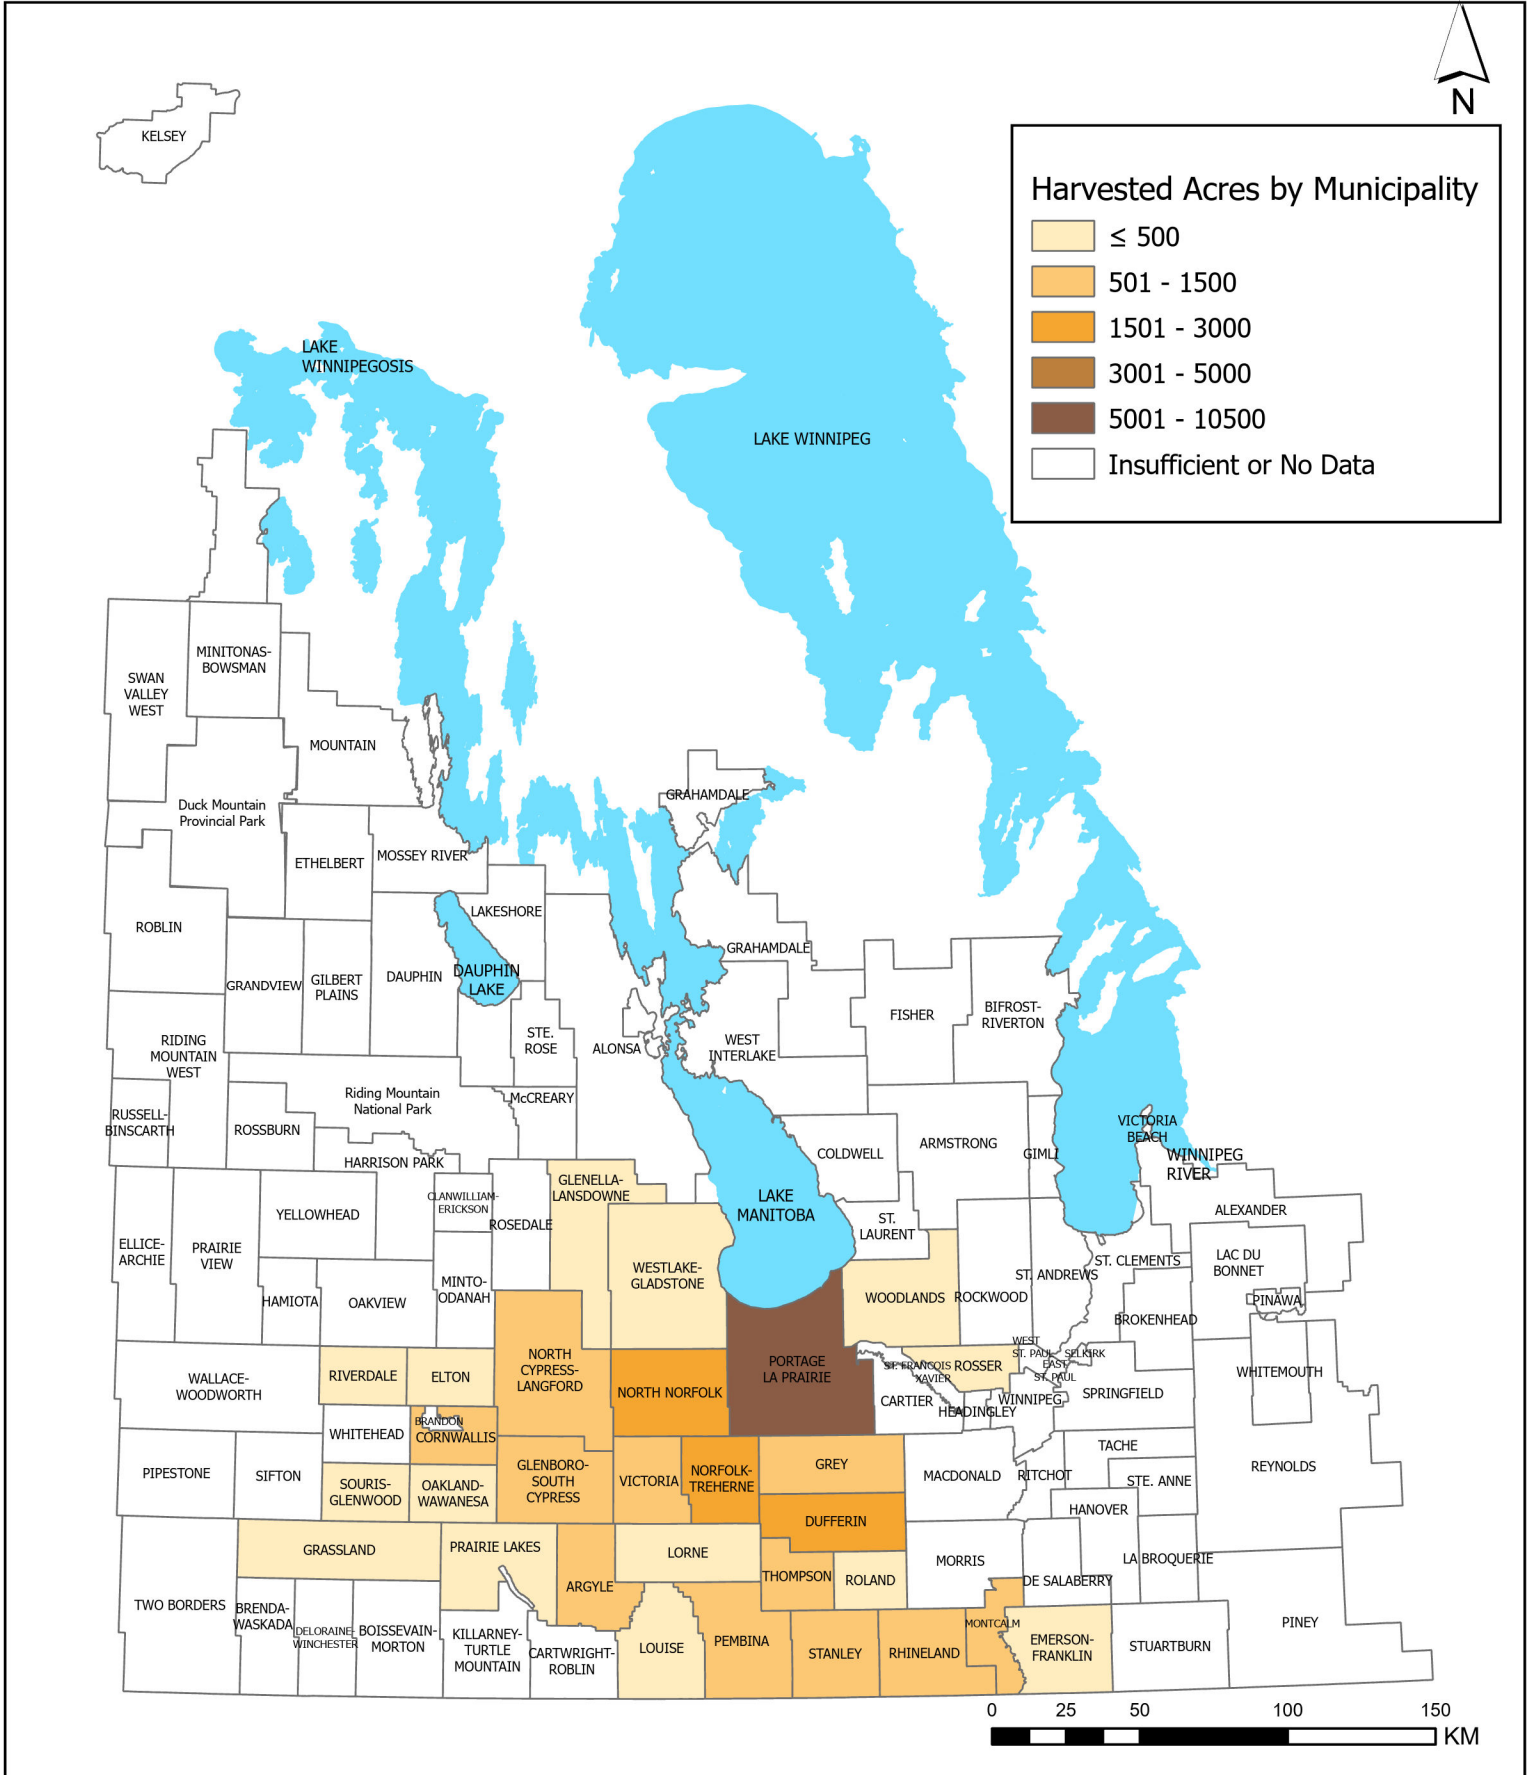 N
KELSEY
Harvested Acres by Municipality
≤ 500
501 - 1500
1501 - 3000
3001 - 5000
5001 - 10500
Insufficient or No Data
LAKE
WINNIPEGOSIS
LAKE WINNIPEG
MINITONAS-
BOWSMAN
SWAN
VALLEY
WEST
MOUNTAIN
Duck Mountain
Provincial Park
GRAHAMDALE
ETHELBERT
MOSSEY RIVER
ROBLIN
LAKESHORE
GRAHAMDALE
GRANDVIEW
GILBERT
PLAINS
DAUPHIN
DAUPHIN
LAKE
FISHER
BIFROST-
RIVERTON
RIDING
MOUNTAIN
WEST
STE.
ROSE
ALONSA
WEST
INTERLAKE
Riding Mountain
National Park
McCREARY
RUSSELL-
BINSCARTH
ROSSBURN
HARRISON PARK
COLDWELL
ARMSTRONG
GIMLI
VICTORIA
BEACH
WINNIPEG
RIVER
GLENELLA-
LANSDOWNE
CLANWILLIAM-
ERICKSON
ROSEDALE
YELLOWHEAD
LAKE
MANITOBA
ST.
LAURENT
ALEXANDER
ELLICE-
ARCHIE
PRAIRIE
VIEW
WESTLAKE-
GLADSTONE
ST. CLEMENTS
LAC DU
BONNET
ST. ANDREWS
HAMIOTA
OAKVIEW
MINTO-
ODANAH
WOODLANDS
ROCKWOOD
PINAWA
BROKENHEAD
WALLACE-
WOODWORTH
RIVERDALE
ELTON
NORTH
CYPRESS-
LANGFORD
NORTH NORFOLK
PORTAGE
LA PRAIRIE
ST. FRANCOIS
XAVIER
ROSSER
WEST
ST. PAUL
SELKIRK
EAST
ST. PAUL
WHITEMOUTH
CARTIER
HEADINGLEY
WINNIPEG
SPRINGFIELD
WHITEHEAD
BRANDON
CORNWALLIS
PIPESTONE
SIFTON
SOURIS-
GLENWOOD
OAKLAND-
WAWANESA
GLENBORO-
SOUTH
CYPRESS
VICTORIA
NORFOLK-
TREHERNE
GREY
MACDONALD
RITCHOT
TACHE
STE. ANNE
REYNOLDS
HANOVER
DUFFERIN
GRASSLAND
PRAIRIE LAKES
LORNE
ARGYLE
THOMPSON
ROLAND
MORRIS
LA BROQUERIE
DE SALABERRY
TWO BORDERS
BRENDA-
WASKADA
DELORAINE-
WINCHESTER
BOISSEVAIN-
MORTON
KILLARNEY-
TURTLE
MOUNTAIN
CARTWRIGHT-
ROBLIN
LOUISE
PEMBINA
STANLEY
RHINELAND
MONTCALM
EMERSON-
FRANKLIN
STUARTBURN
PINEY
0 25 50 100 150
KM